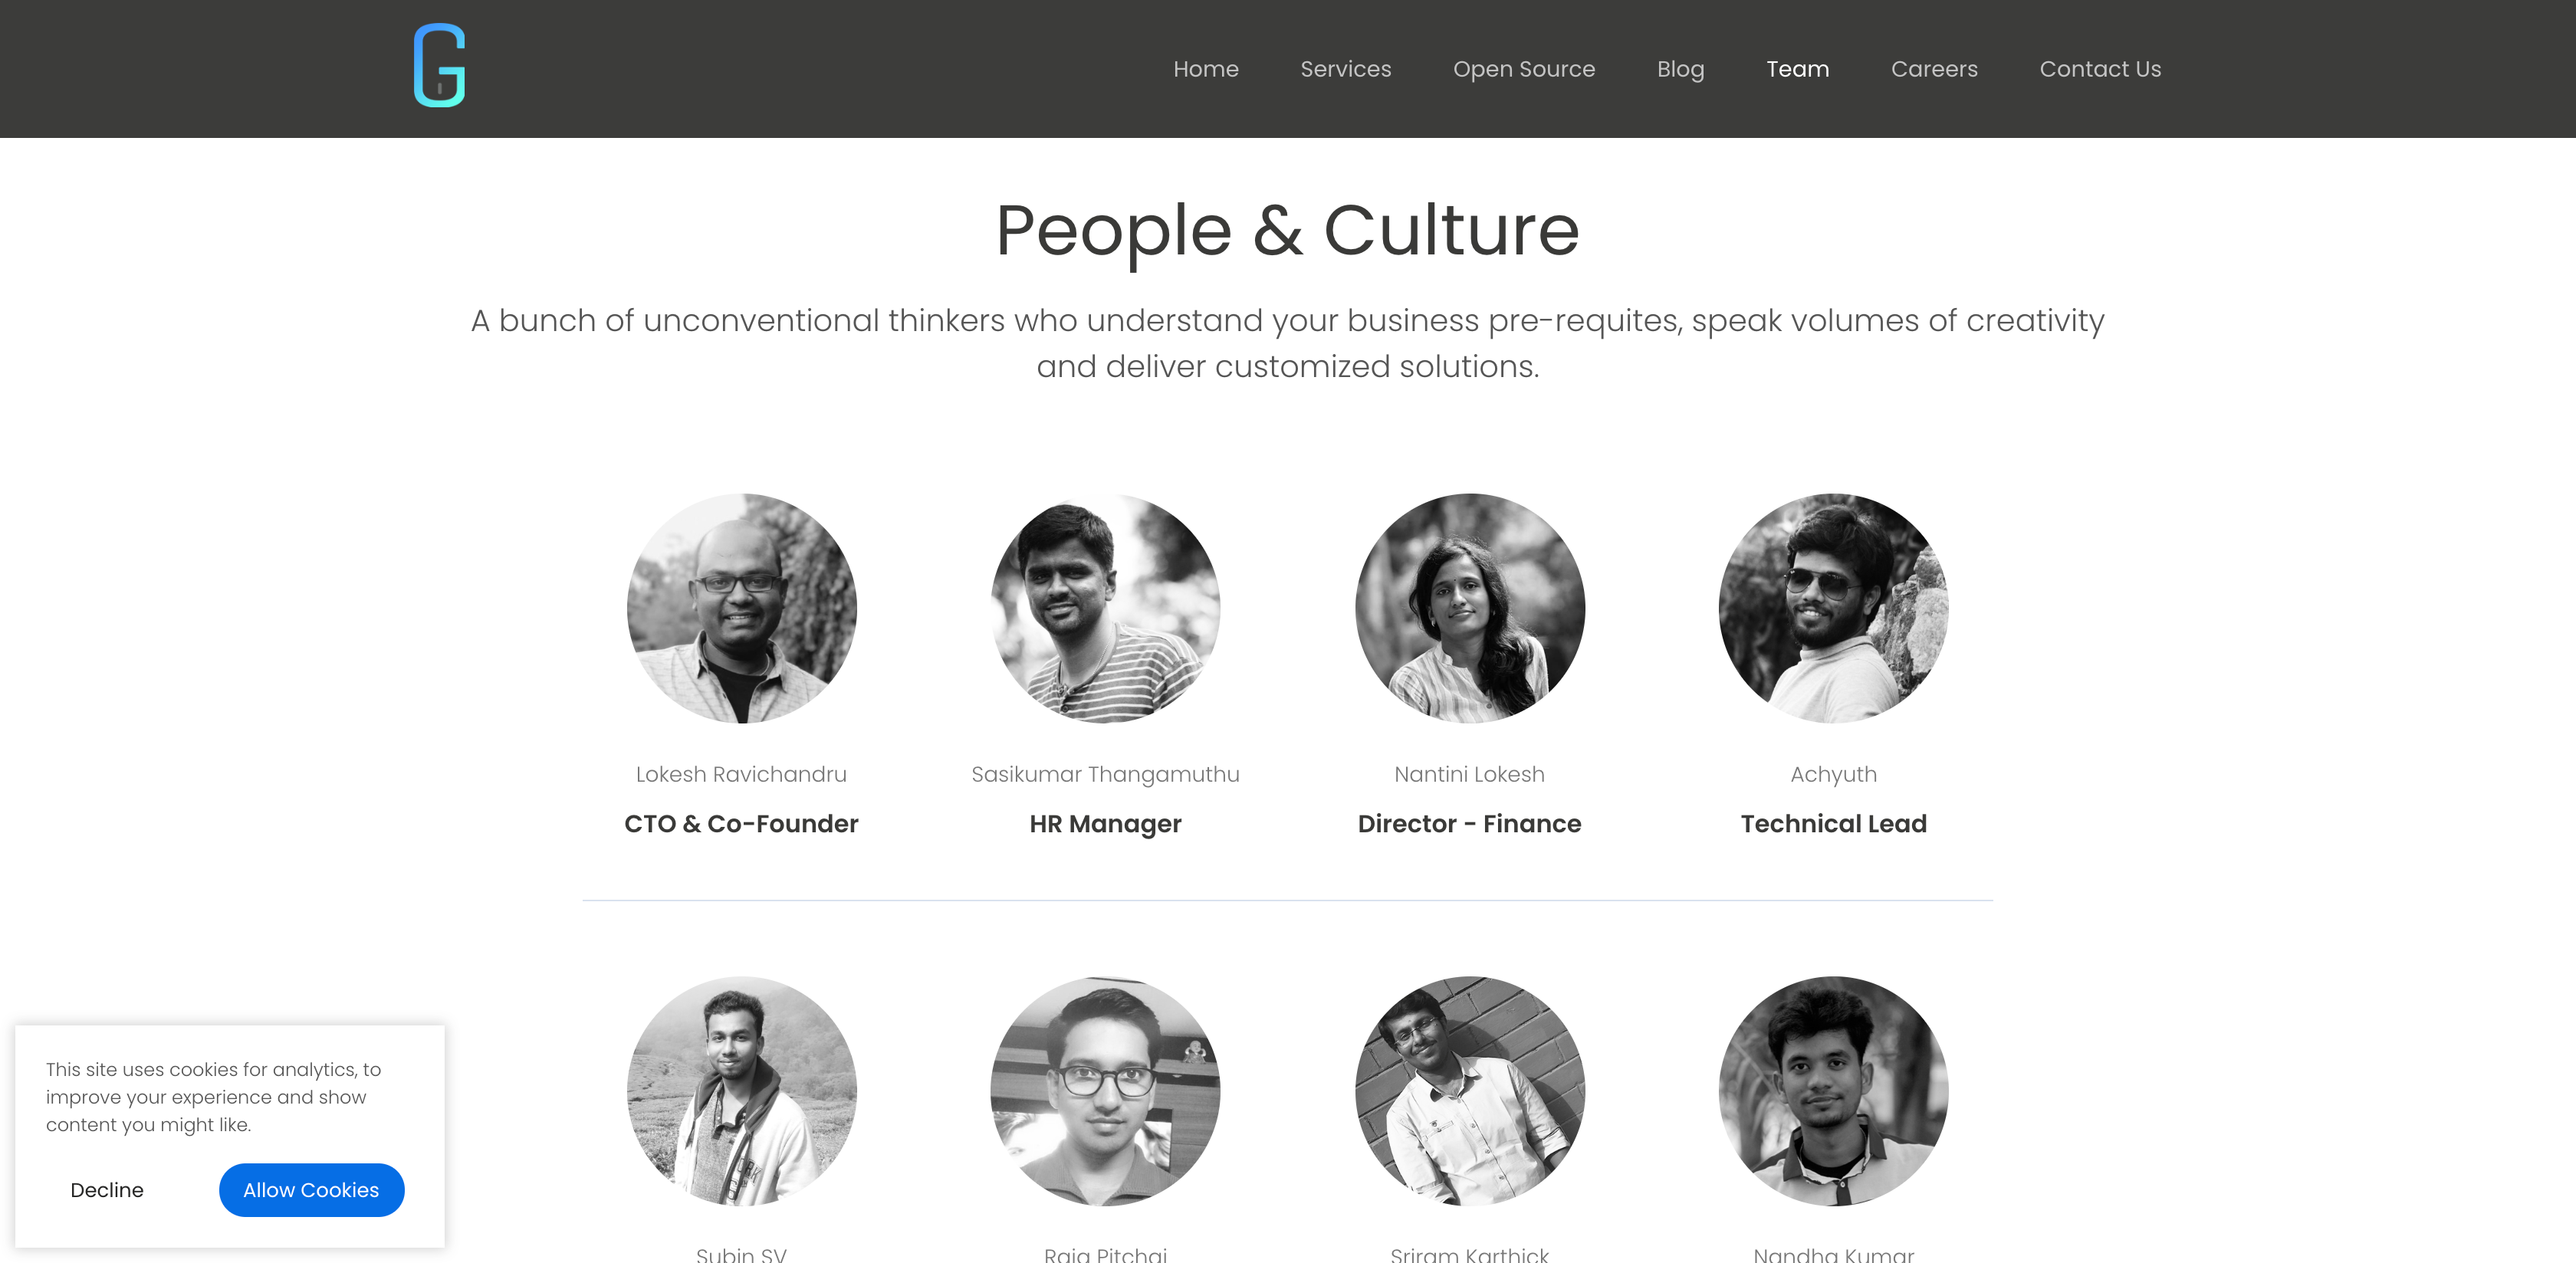 G
Home Services Open Source Blog Team Careers Contact Us
People & Culture
A bunch of unconventional thinkers who understand your business pre-requites, speak volumes of creativity
and deliver customized solutions.
Lokesh Ravichandru Sasikumar Thangamuthu Nantini Lokesh Achyuth
CTO & Co-Founder HR Manager Director - Finance Technical Lead
This site uses cookies for analytics, to
improve your experience and show
content you might like.
Decline Allow Cookies
Subin SV Raja Pitchai Sriram Karthick Nandha Kumar